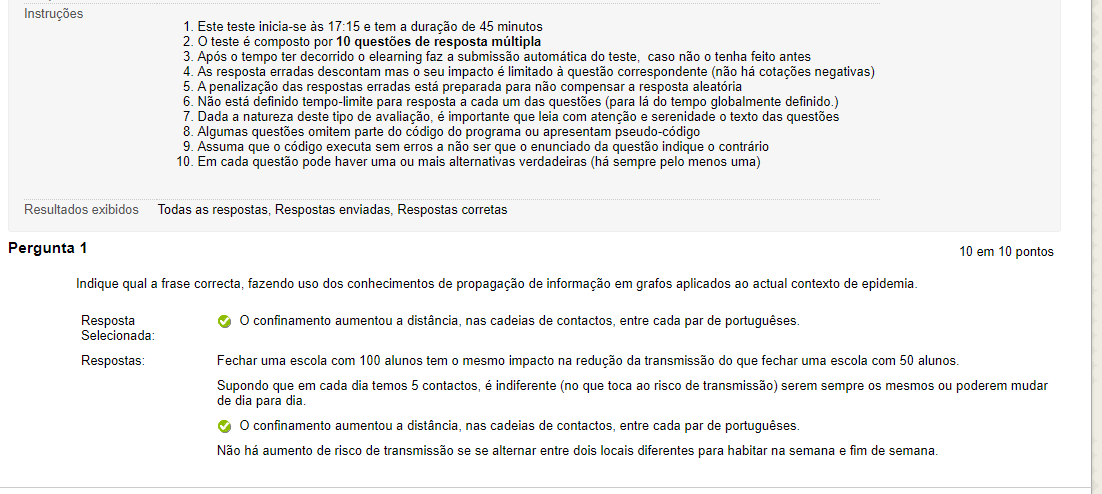 Instruções
1. Este teste inicia-se às 17:15 e tem a duração de 45 minutos
2. O teste é composto por 10 questões de resposta múltipla
3. Após o tempo ter decorrido o elearning faz a submissão automática do teste, caso não o tenha feito antes
4. As resposta erradas descontam mas o seu impacto é limitado à questão correspondente (não há cotações negativas)
5. A penalização das respostas erradas está preparada para não compensar a resposta aleatória
6. Não está definido tempo-limite para resposta a cada um das questões (para lá do tempo globalmente definido.)
7. Dada a natureza deste tipo de avaliação, é importante que leia com atenção e serenidade o texto das questões
8. Algumas questões omitem parte do código do programa ou apresentam pseudo-código
9. Assuma que o código executa sem erros a não ser que o enunciado da questão indique o contrário
10. Em cada questão pode haver uma ou mais alternativas verdadeiras (há sempre pelo menos uma)
Resultados exibidos Todas as respostas, Respostas enviadas, Respostas corretas
Pergunta 1 10 em 10 pontos
Indique qual a frase correcta, fazendo uso dos conhecimentos de propagação de informação em grafos aplicados ao actual contexto de epidemia.
Resposta Selecionada: O confinamento aumentou a distância, nas cadeias de contactos, entre cada par de portuguêses.
Respostas: Fechar uma escola com 100 alunos tem o mesmo impacto na redução da transmissão do que fechar uma escola com 50 alunos.
Supondo que em cada dia temos 5 contactos, é indiferente (no que toca ao risco de transmissão) serem sempre os mesmos ou poderem mudar
de dia para dia.
O confinamento aumentou a distância, nas cadeias de contactos, entre cada par de portuguêses.
Não há aumento de risco de transmissão se se alternar entre dois locais diferentes para habitar na semana e fim de semana.